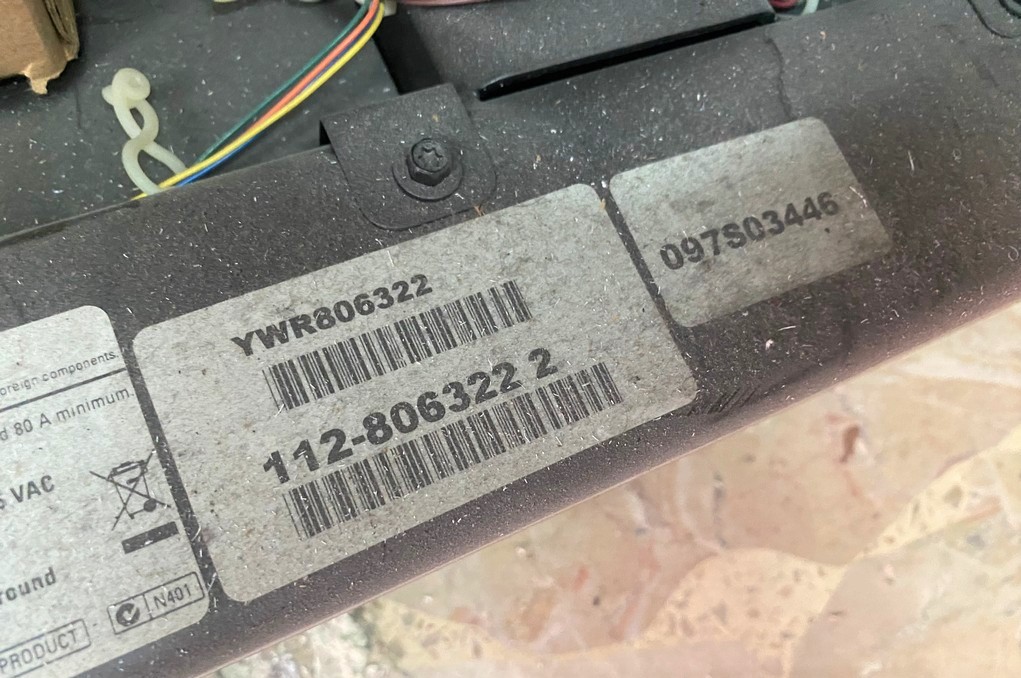 oreign components.
d 80 A minimum.
VAC
round
N401
PRODUCT
YWR806322
112-806322 2
097S03446